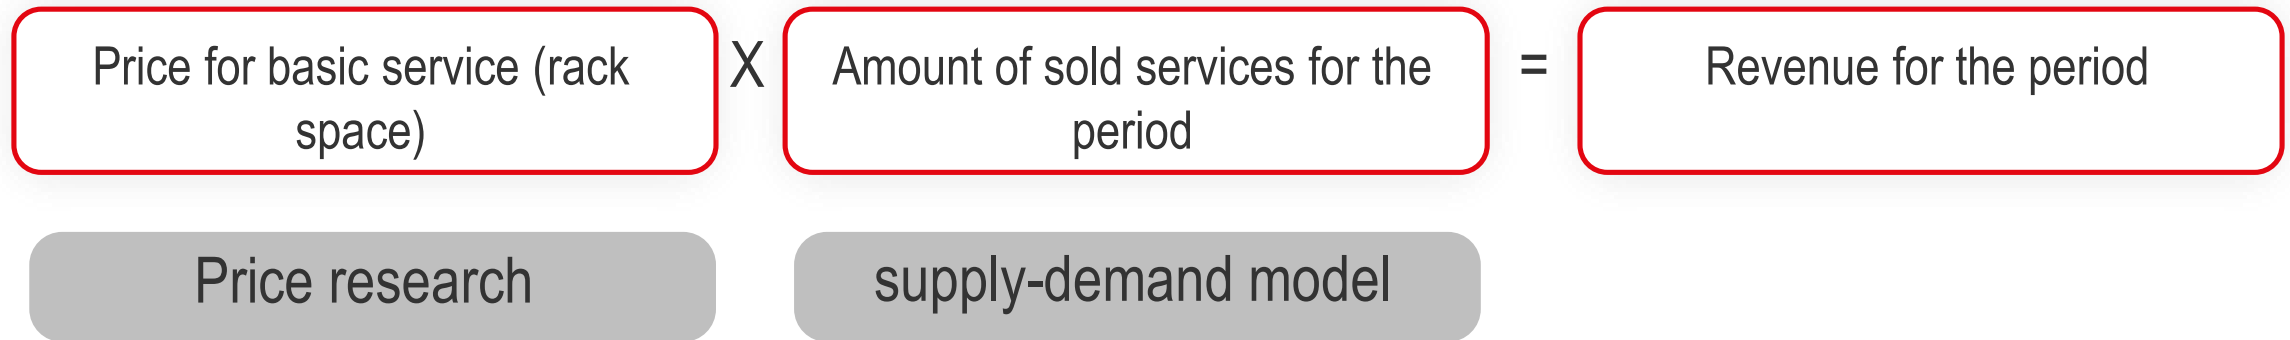 Price for basic service (rack
space)
X
Amount of sold services for the
period
=
Revenue for the period
Price research
supply-demand model